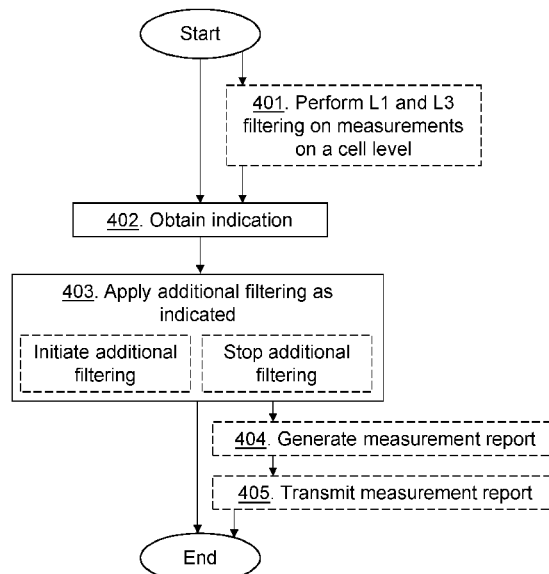 Start
401. Perform L1 and L3
filtering on measurements
on a cell level
402. Obtain indication
403. Apply additional filtering as
indicated
Initiate additional
filtering
Stop additional
filtering
404. Generate measurement report
405. Transmit measurement report
End